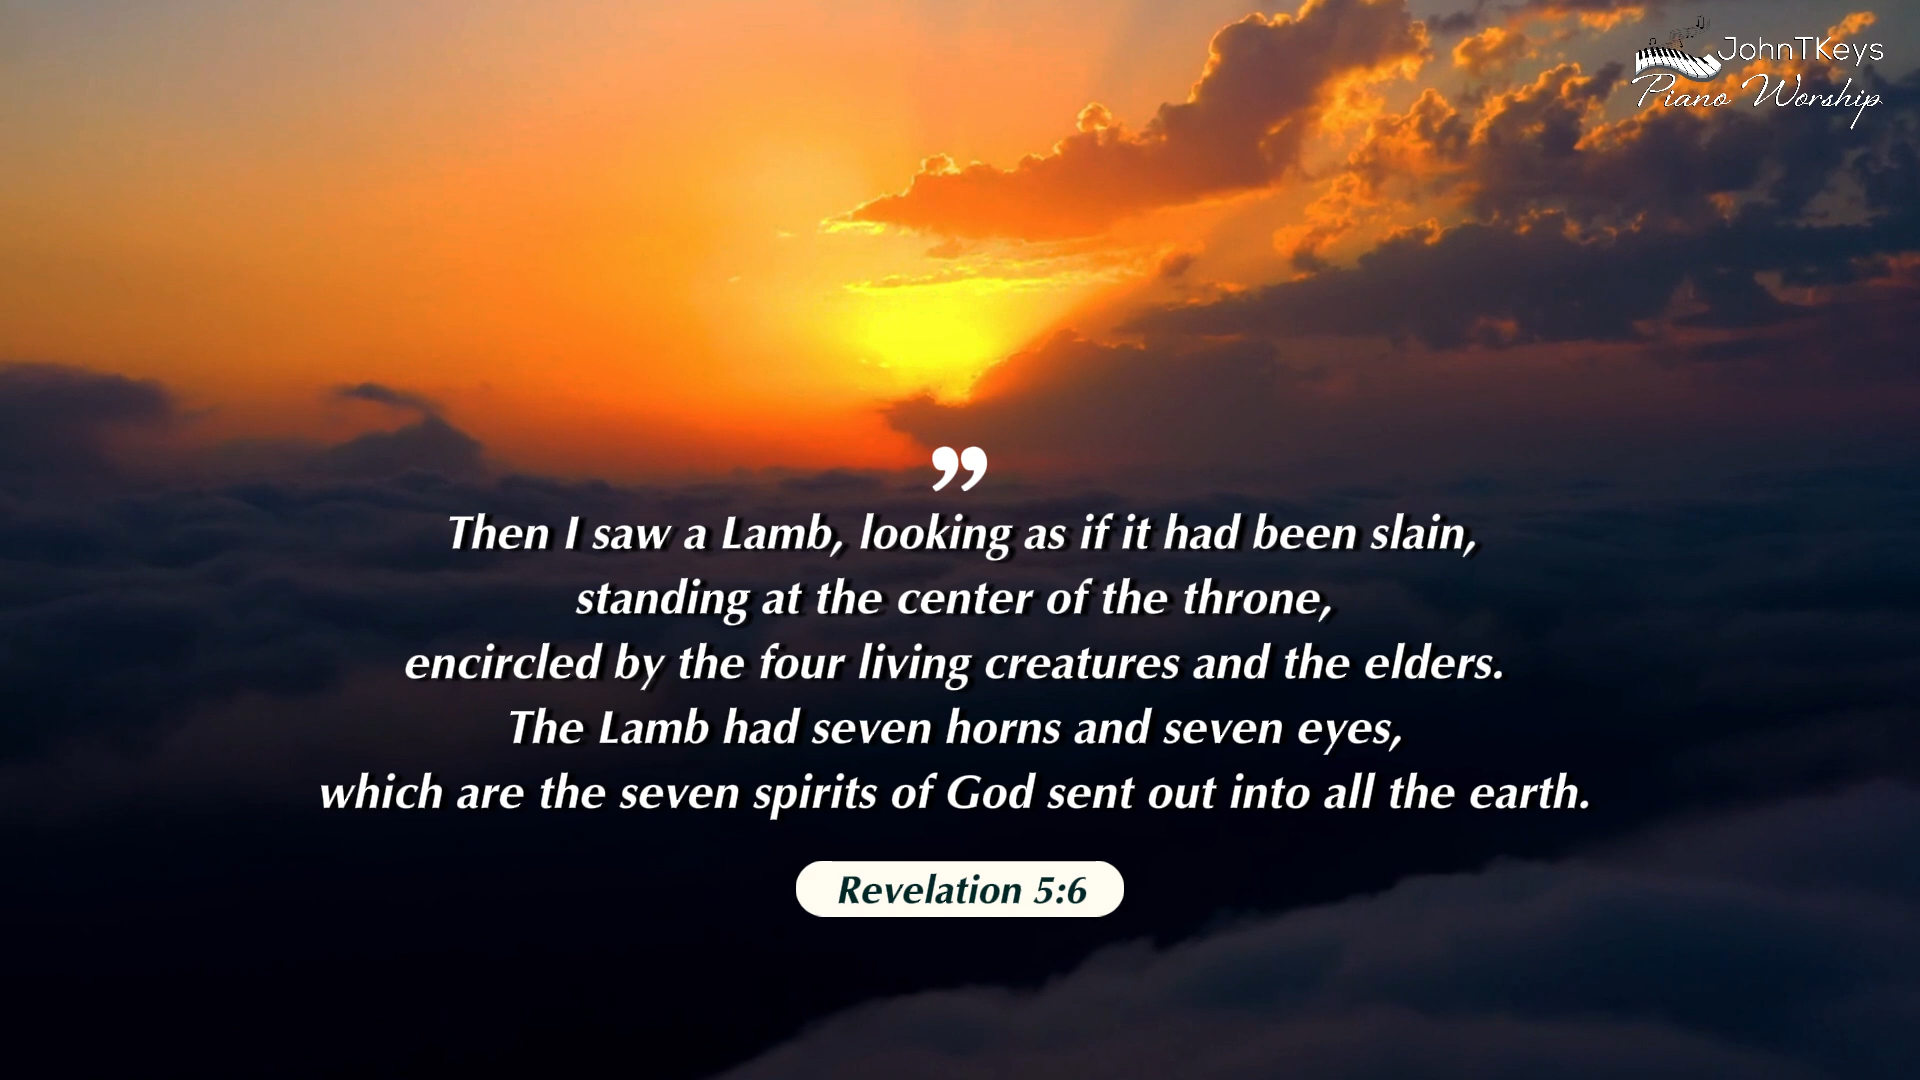 JohnTKeys
Piano Worship
”
Then I saw a Lamb, looking as if it had been slain,
standing at the center of the throne,
encircled by the four living creatures and the elders.
The Lamb had seven horns and seven eyes,
which are the seven spirits of God sent out into all the earth.
Revelation 5:6